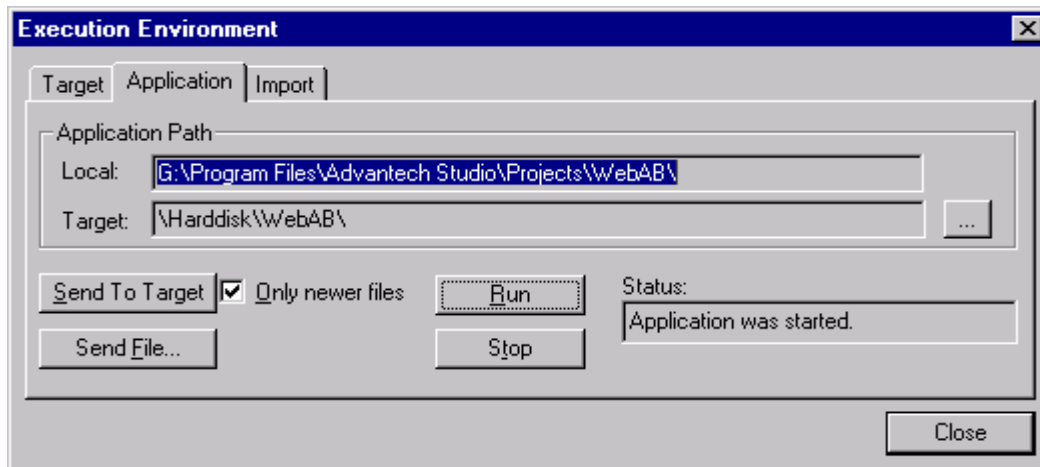 Execution Environment
Target Application Import
Application Path
Local: G:\Program Files\Advantech Studio\Projects\WebAB\
Target: \Harddisk\WebAB\ ...
Send To Target Only newer files Run Status:
Application was started.
Send File... Stop
Close